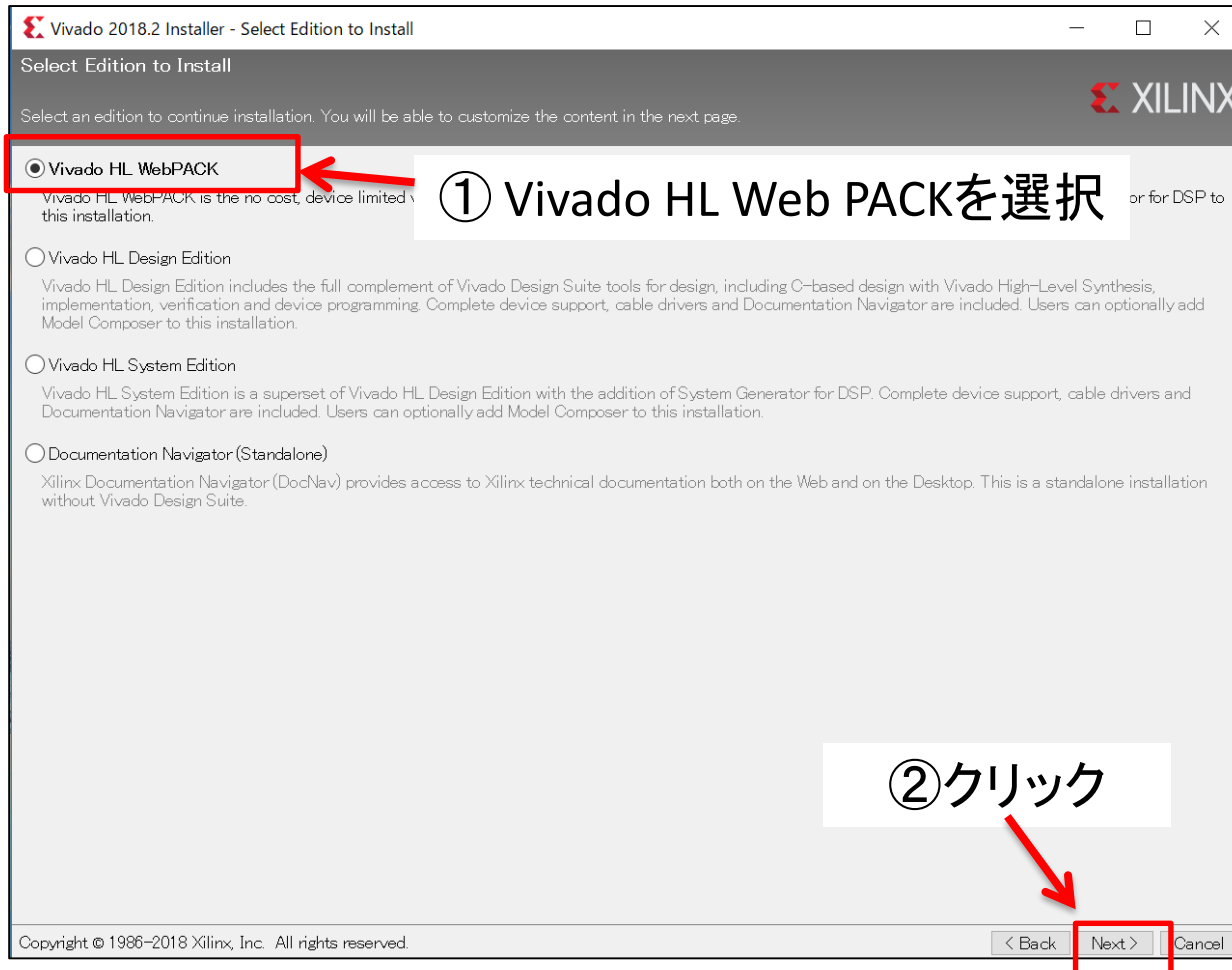 Vivado 2018.2 Installer - Select Edition to Install
Select Edition to Install
XILINX
Select an edition to continue installation. You will be able to customize the content in the next page.
Vivado HL WebPACK
① Vivado HL Web PACKを選択
Vivado HL WebPACK is the no cost, device limited or for DSP to
this installation.
Vivado HL Design Edition
Vivado HL Design Edition includes the full complement of Vivado Design Suite tools for design, including C-based design with Vivado High-Level Synthesis,
implementation, verification and device programming. Complete device support, cable drivers and Documentation Navigator are included. Users can optionally add
Model Composer to this installation.
Vivado HL System Edition
Vivado HL System Edition is a superset of Vivado HL Design Edition with the addition of System Generator for DSP. Complete device support, cable drivers and
Documentation Navigator are included. Users can optionally add Model Composer to this installation.
Documentation Navigator (Standalone)
Xilinx Documentation Navigator (DocNav) provides access to Xilinx technical documentation both on the Web and on the Desktop. This is a standalone installation
without Vivado Design Suite.
②クリック
Copyright © 1986-2018 Xilinx, Inc. All rights reserved.
< Back Next > Cancel